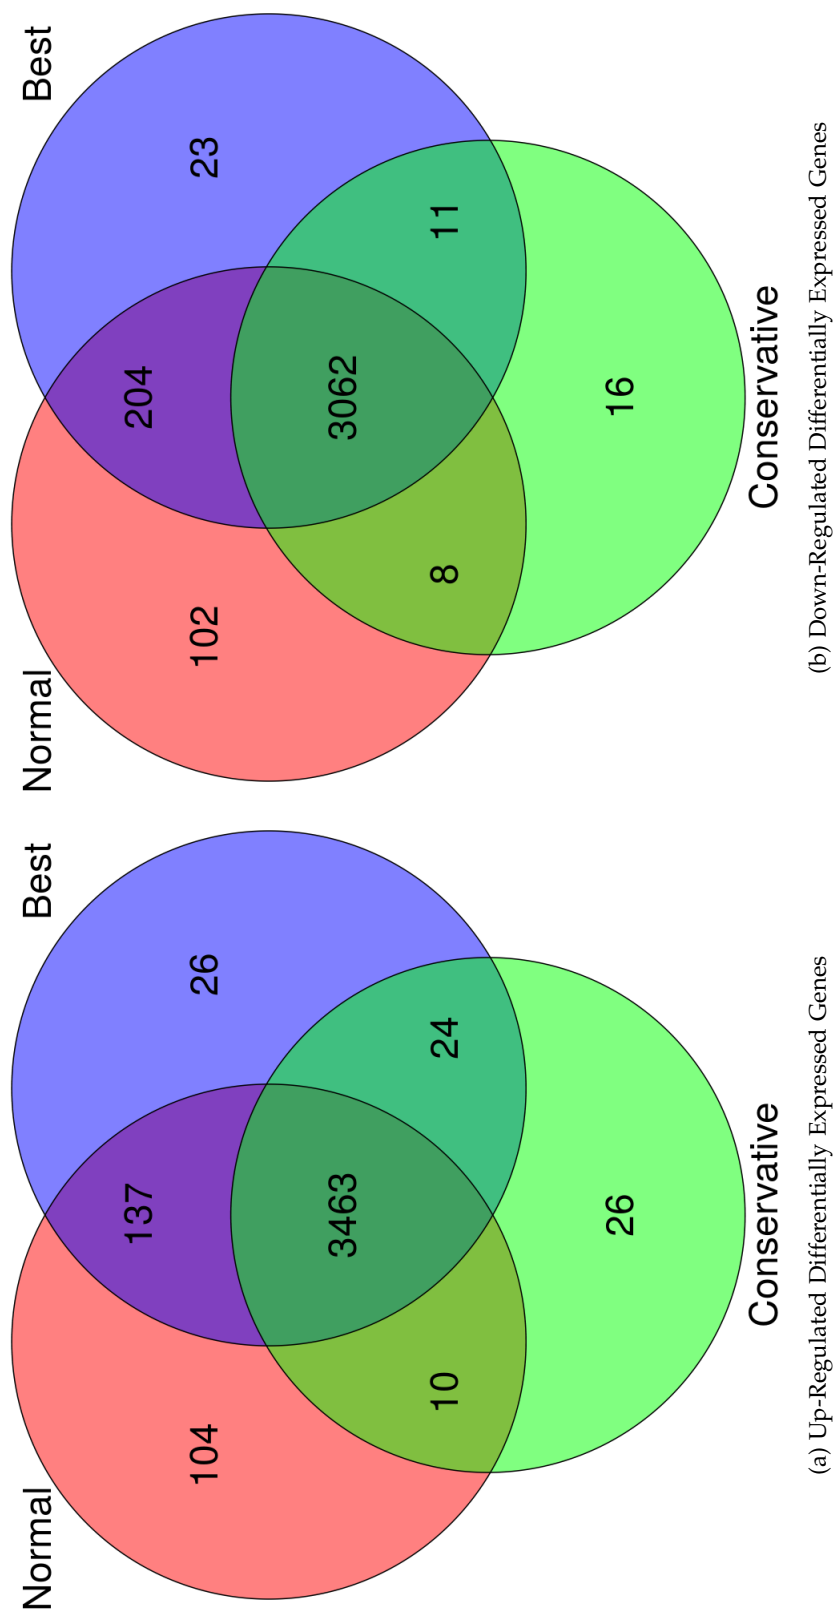 Normal
Best
104
137
26
3463
10
24
26
Conservative
(a) Up-Regulated Differentially Expressed Genes
Normal
Best
102
204
23
3062
8
11
16
Conservative
(b) Down-Regulated Differentially Expressed Genes